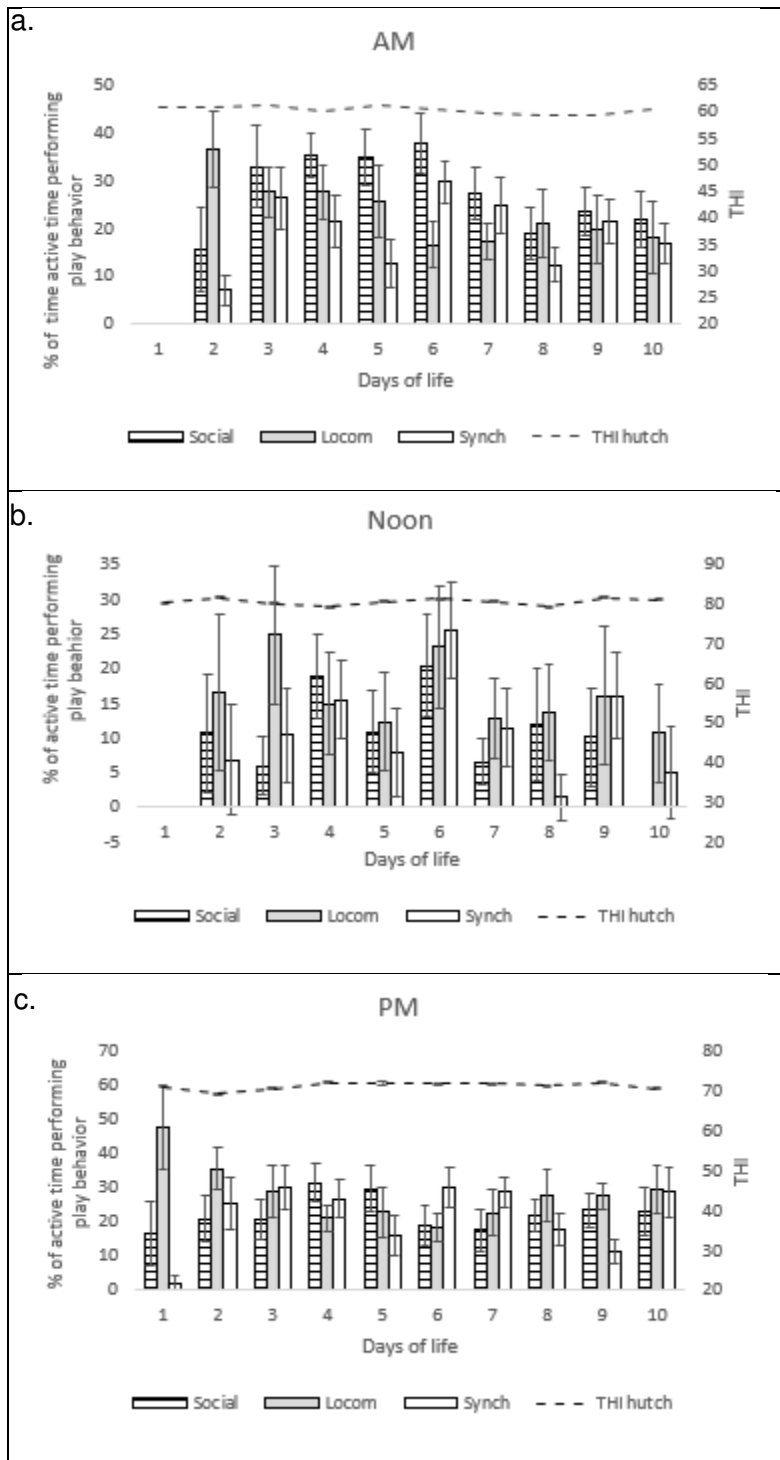 a.
AM
% of time active time performing
play behavior
50
40
30
20
10
0
65
60
55
50
45
40
35
30
25
20
THI
1 2 3 4 5 6 7 8 9 10
Days of life
Social Locom Synch THI hutch
b.
Noon
% of active time performing
play beahior
35
30
25
20
15
10
5
0
-5
90
80
70
60
50
40
30
20
THI
1 2 3 4 5 6 7 8 9 10
Days of life
Social Locom Synch THI hutch
c.
PM
% of active time performing
play behavior
70
60
50
40
30
20
10
0
80
70
60
50
40
30
20
THI
1 2 3 4 5 6 7 8 9 10
Days of life
Social Locom Synch THI hutch